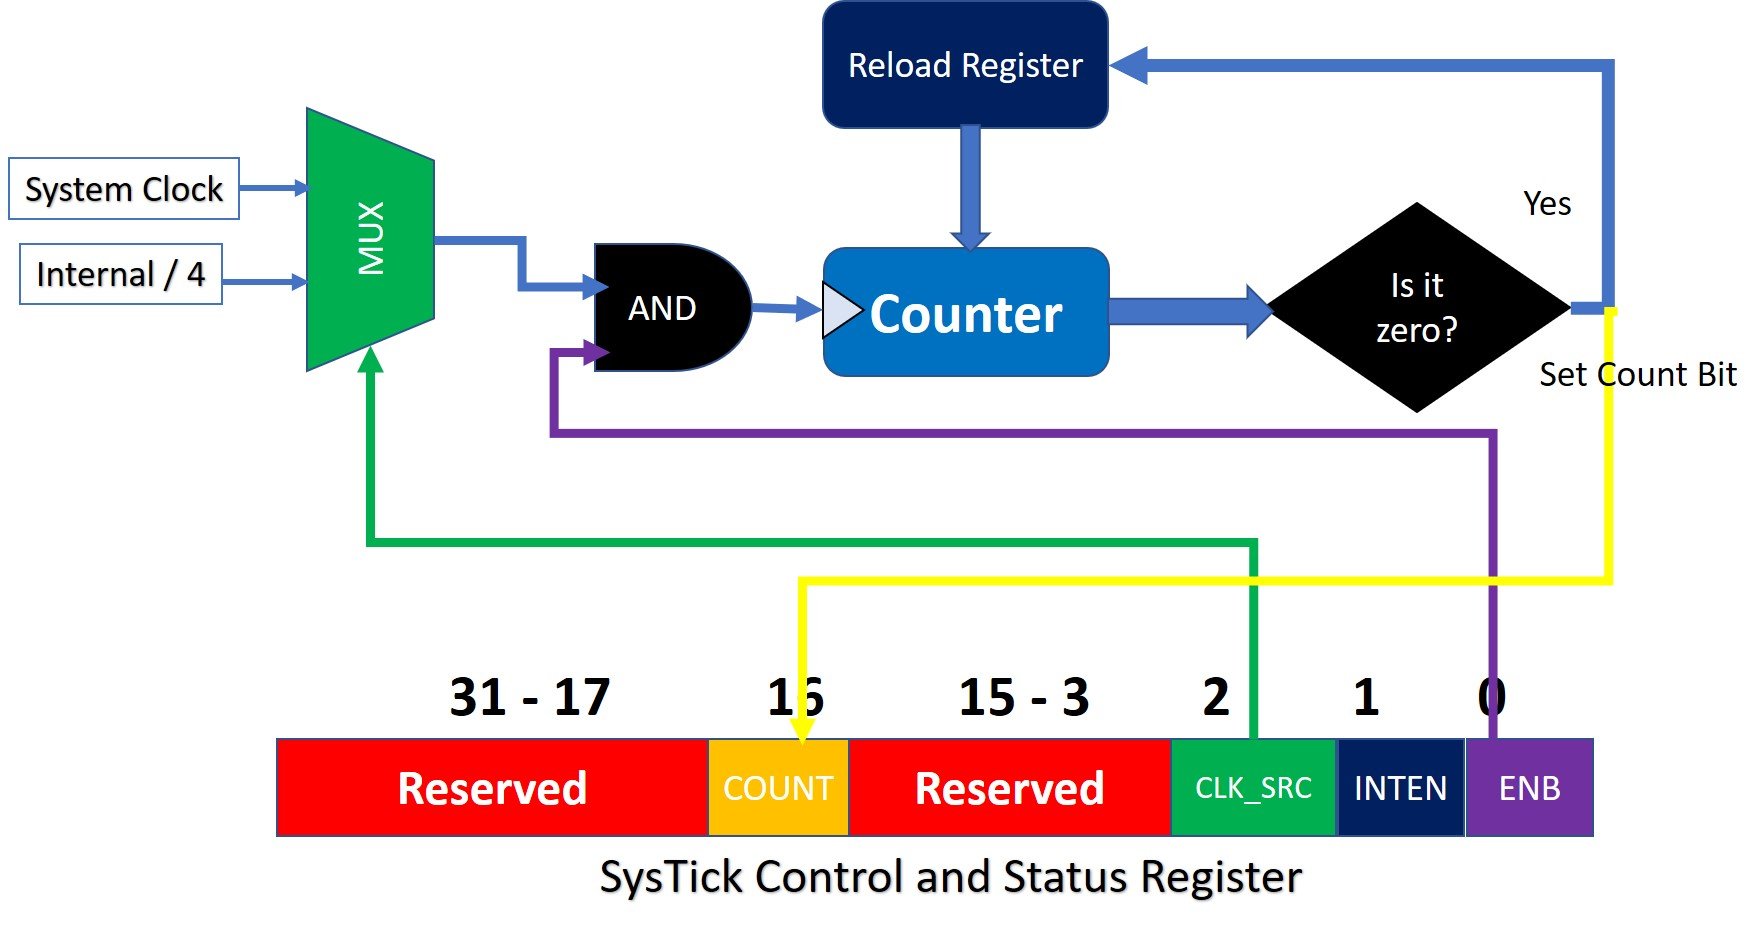 Reload Register
System Clock
MUX
Yes
Internal / 4
AND
Counter
Is it
zero?
Set Count Bit
31 - 17
16
15 - 3
2
1
0
Reserved
COUNT
Reserved
CLK_SRC
INTEN
ENB
SysTick Control and Status Register